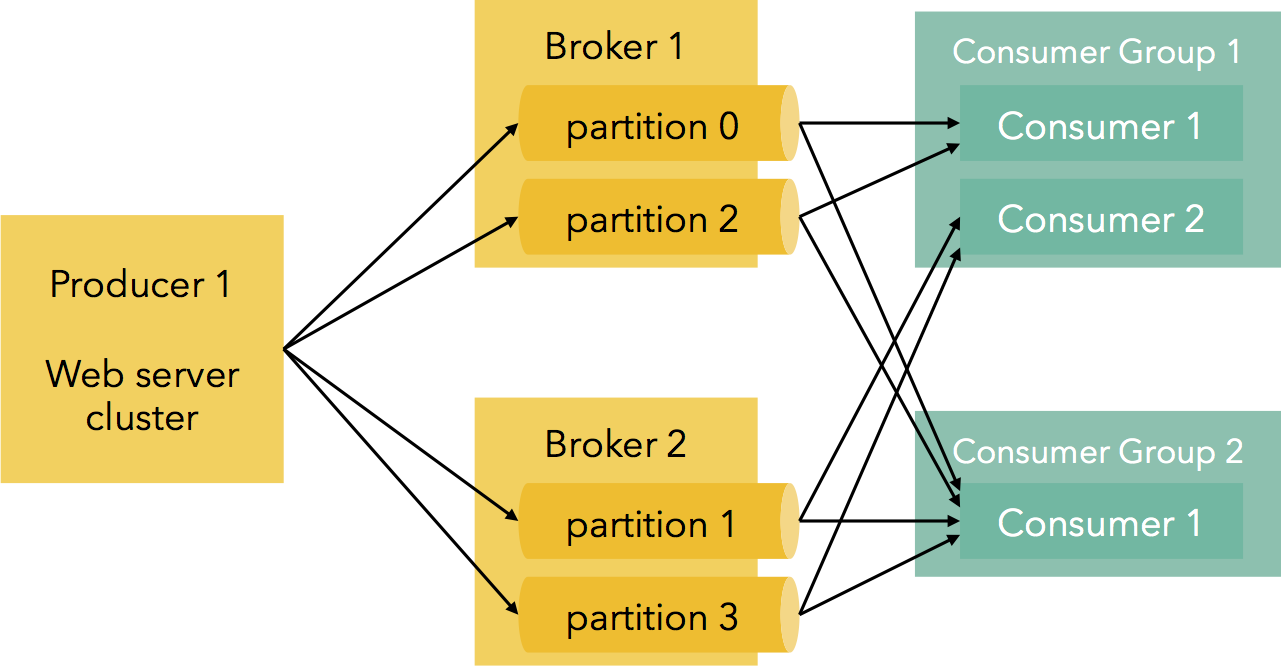 Producer 1
Web server
cluster
Broker 1
partition 0
partition 2
Broker 2
partition 1
partition 3
Consumer Group 1
Consumer 1
Consumer 2
Consumer Group 2
Consumer 1